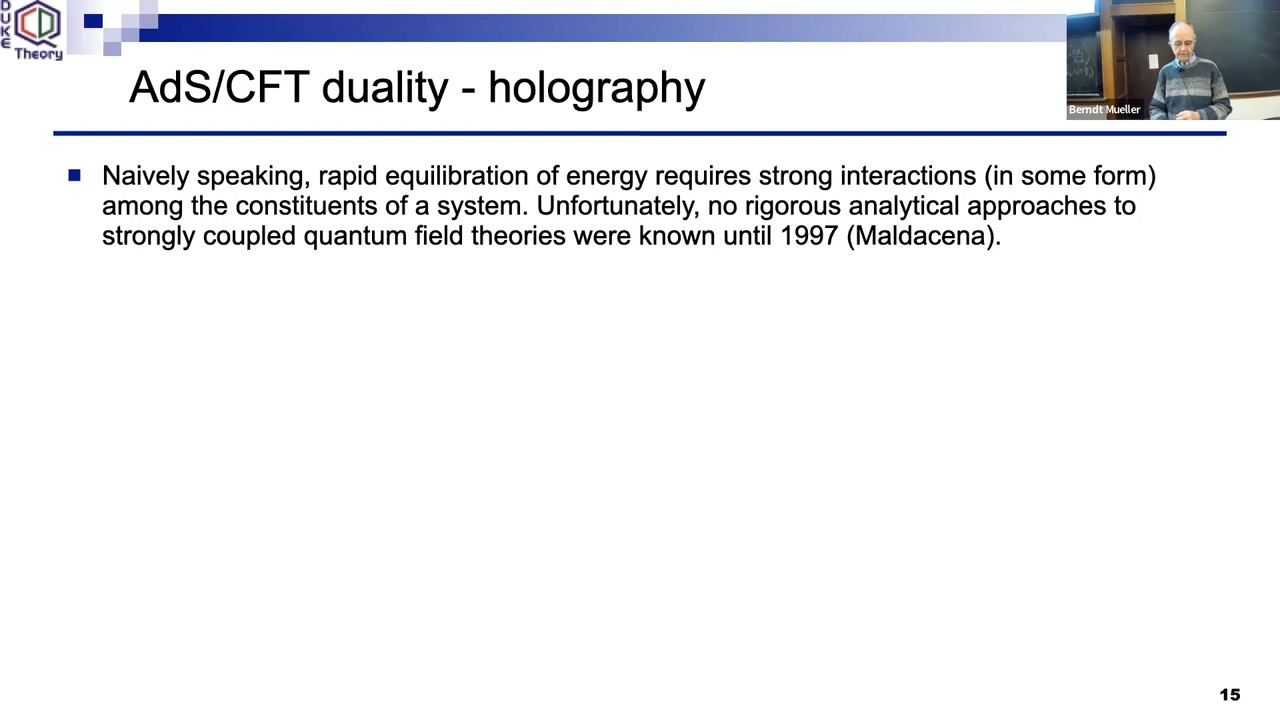 DUKE
Theory
AdS/CFT duality - holography
Berndt Mueller
Naively speaking, rapid equilibration of energy requires strong interactions (in some form)
among the constituents of a system. Unfortunately, no rigorous analytical approaches to
strongly coupled quantum field theories were known until 1997 (Maldacena).
15